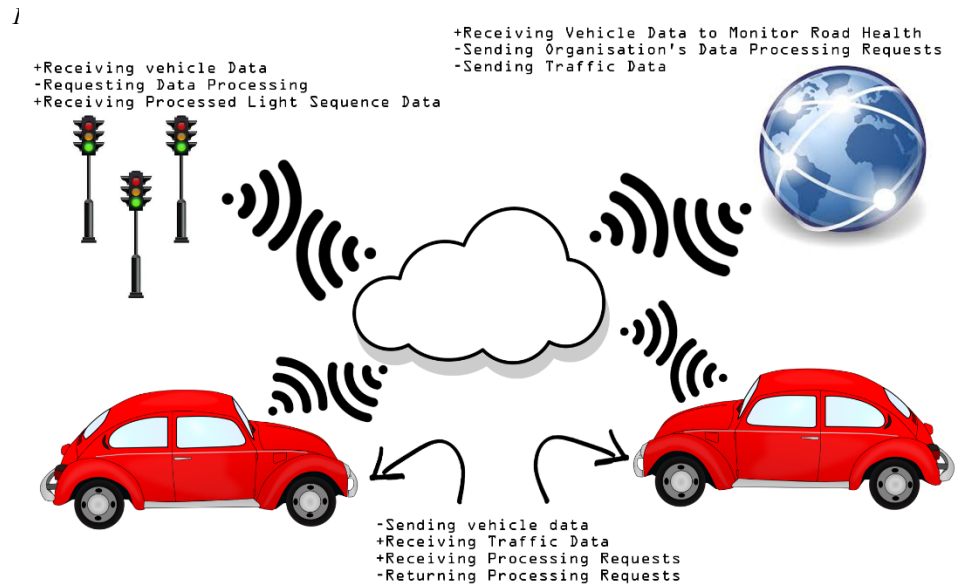 +Receiving vehicle Data
-Requesting Data Processing
+Receiving Processed Light Sequence Data
+Receiving Vehicle Data to Monitor Road Health
-Sending Organisation's Data Processing Requests
-Sending Traffic Data
-Sending vehicle data
+Receiving Traffic Data
+Receiving Processing Requests
-Returning Processing Requests